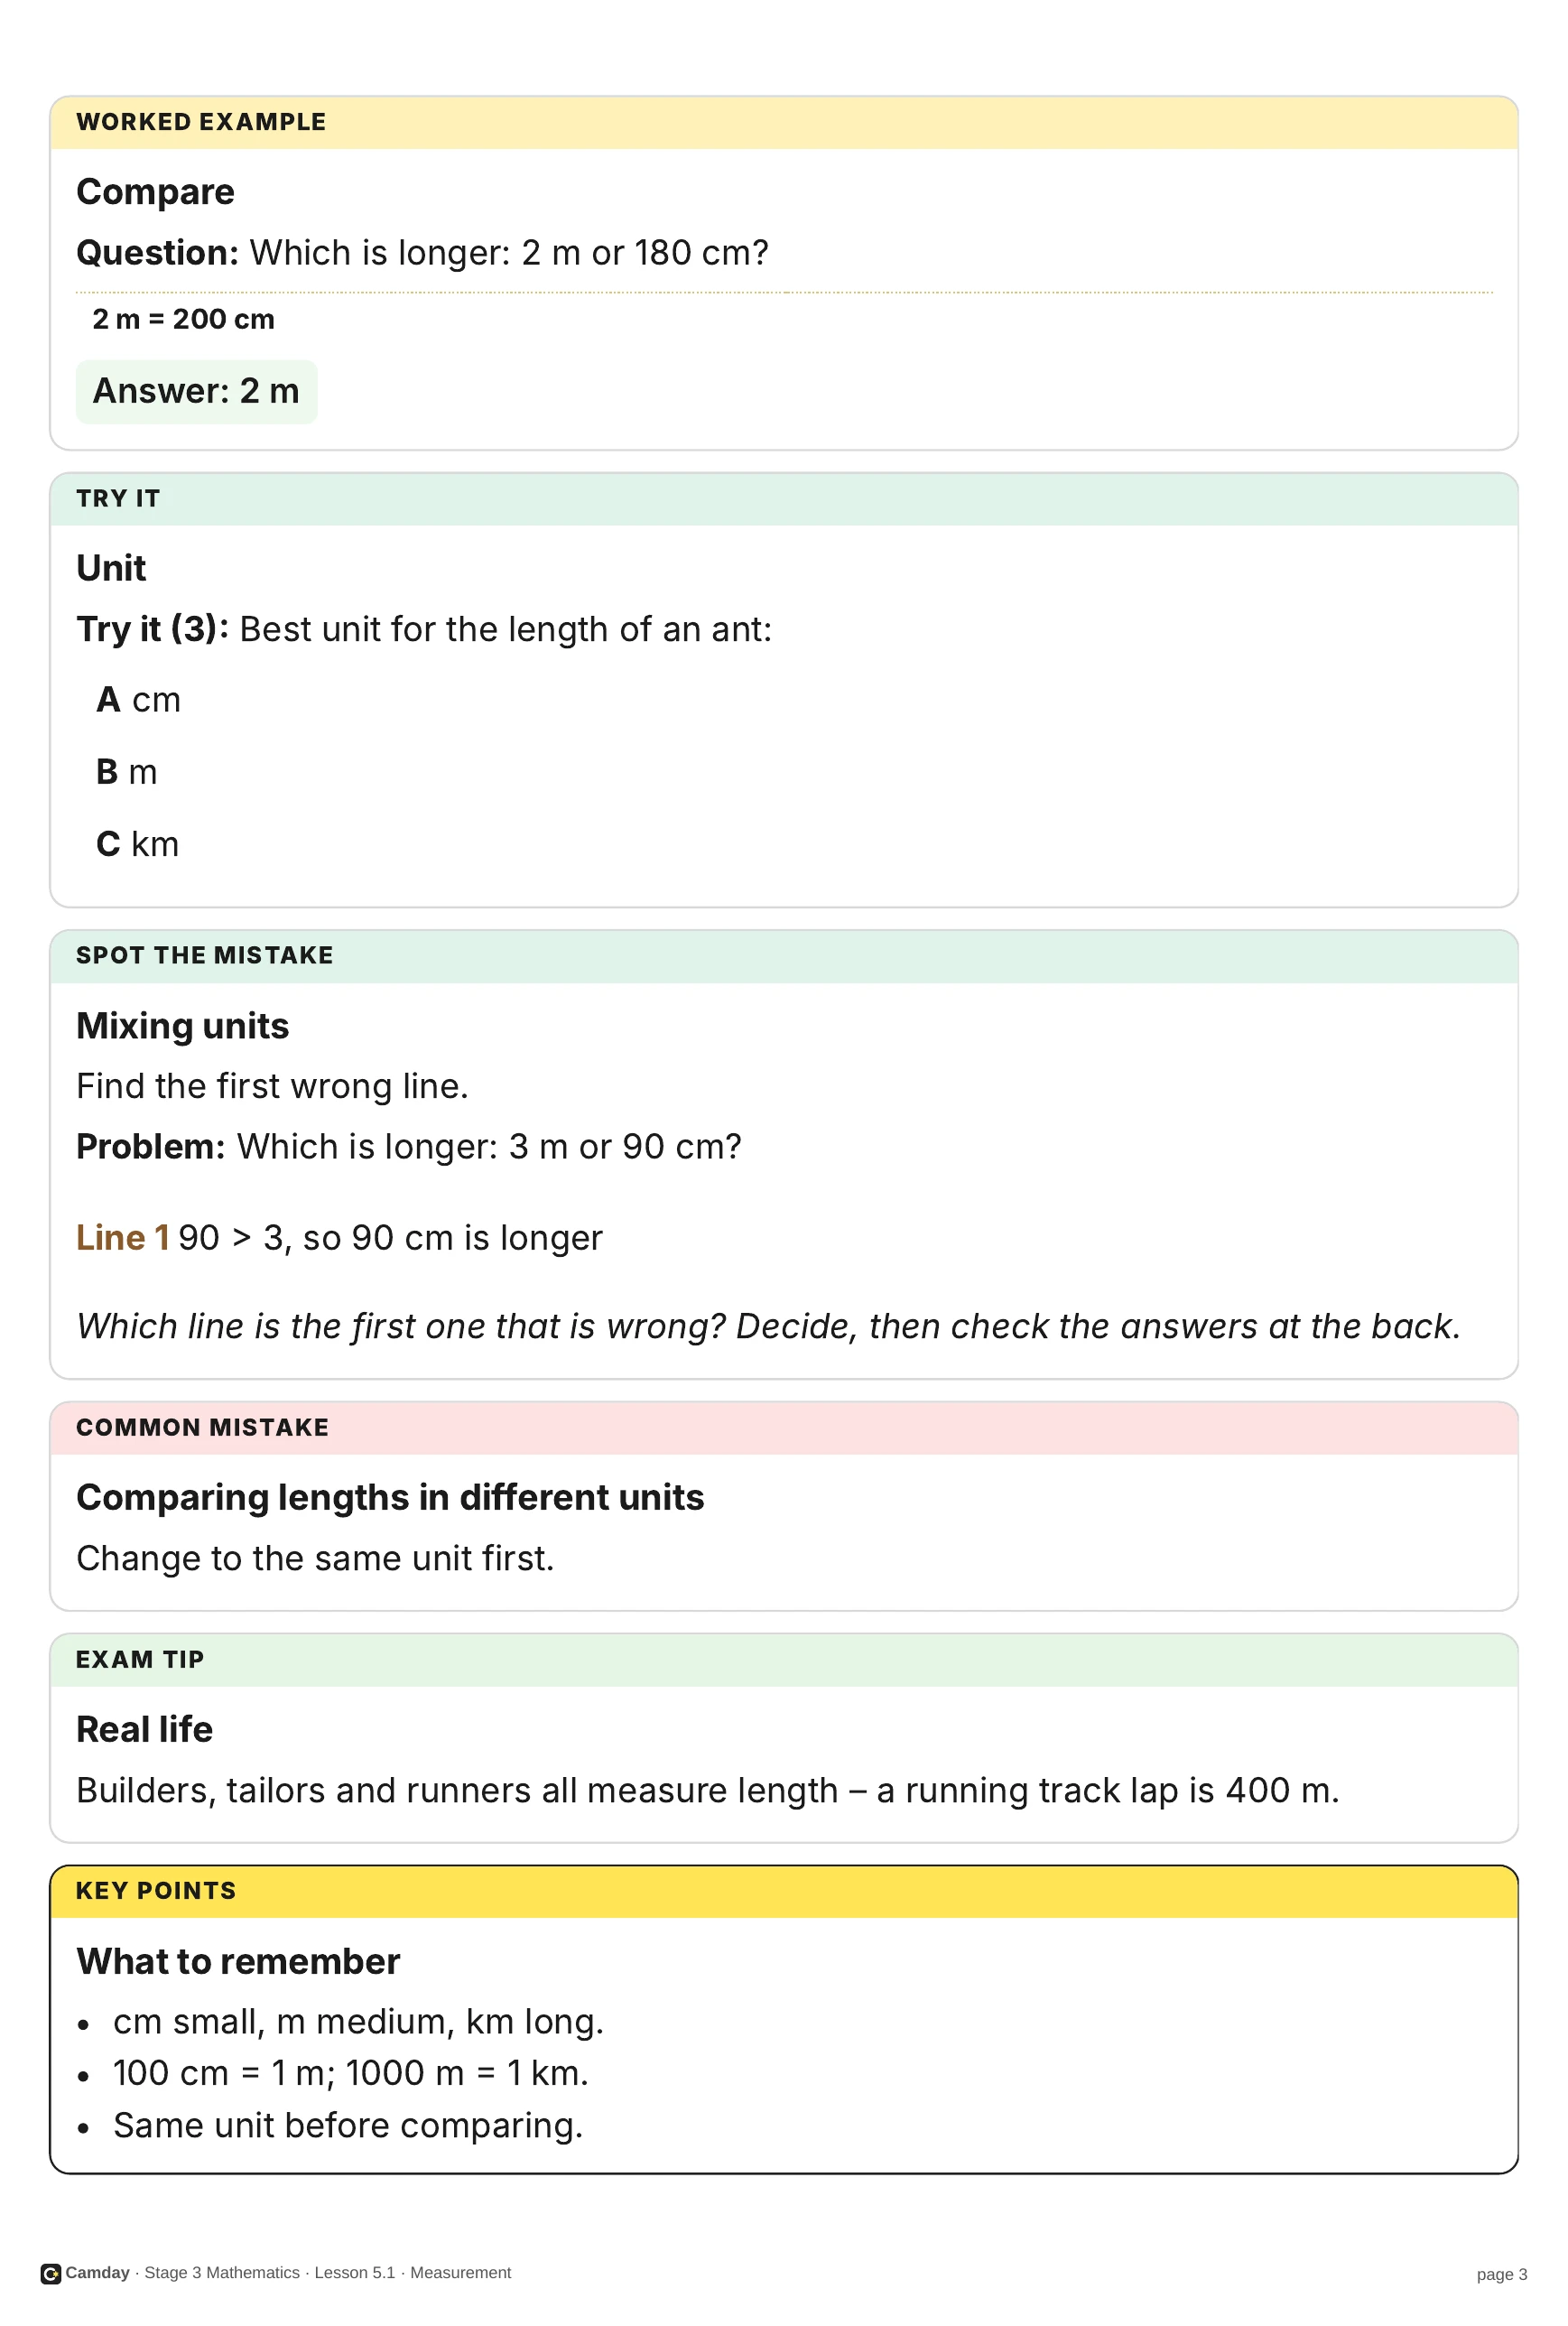 WORKED EXAMPLE
Compare
Question: Which is longer: 2 m or 180 cm?
2 m = 200 cm
Answer: 2 m
TRY IT
Unit
Try it (3): Best unit for the length of an ant:
A cm
B m
C km
SPOT THE MISTAKE
Mixing units
Find the first wrong line.
Problem: Which is longer: 3 m or 90 cm?
Line 1 90 > 3, so 90 cm is longer
Which line is the first one that is wrong? Decide, then check the answers at the back.
COMMON MISTAKE
Comparing lengths in different units
Change to the same unit first.
EXAM TIP
Real life
Builders, tailors and runners all measure length – a running track lap is 400 m.
KEY POINTS
What to remember
• cm small, m medium, km long.
• 100 cm = 1 m; 1000 m = 1 km.
• Same unit before comparing.
Camday · Stage 3 Mathematics · Lesson 5.1 · Measurement
page 3